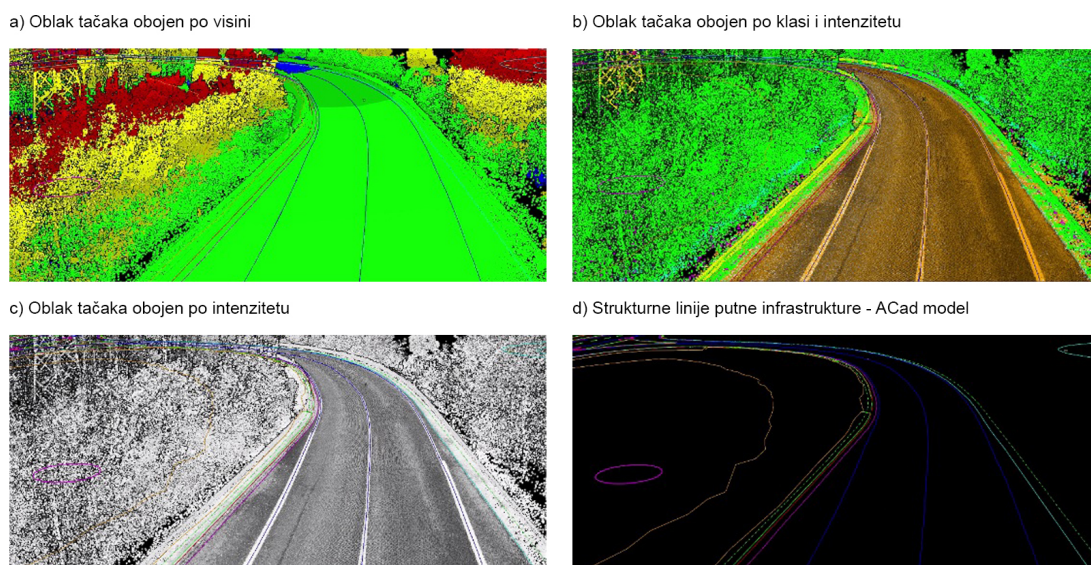 a) Oblak tačaka obojen po visini
b) Oblak tačaka obojen po klasi i intenzitetu
c) Oblak tačaka obojen po intenzitetu
d) Strukturne linije putne infrastrukture - ACad model